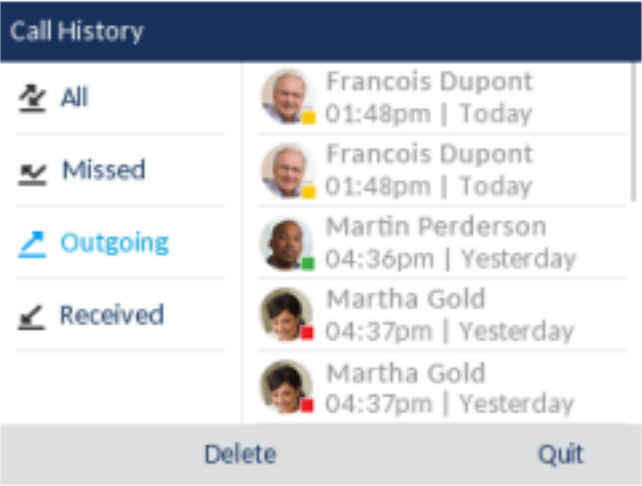 Call History
All
Missed
Outgoing
Received
Francois Dupont
01:48pm | Today
Francois Dupont
01:48pm | Today
Martin Perderson
04:36pm | Yesterday
Martha Gold
04:37pm | Yesterday
Martha Gold
04:37pm | Yesterday
Delete
Quit